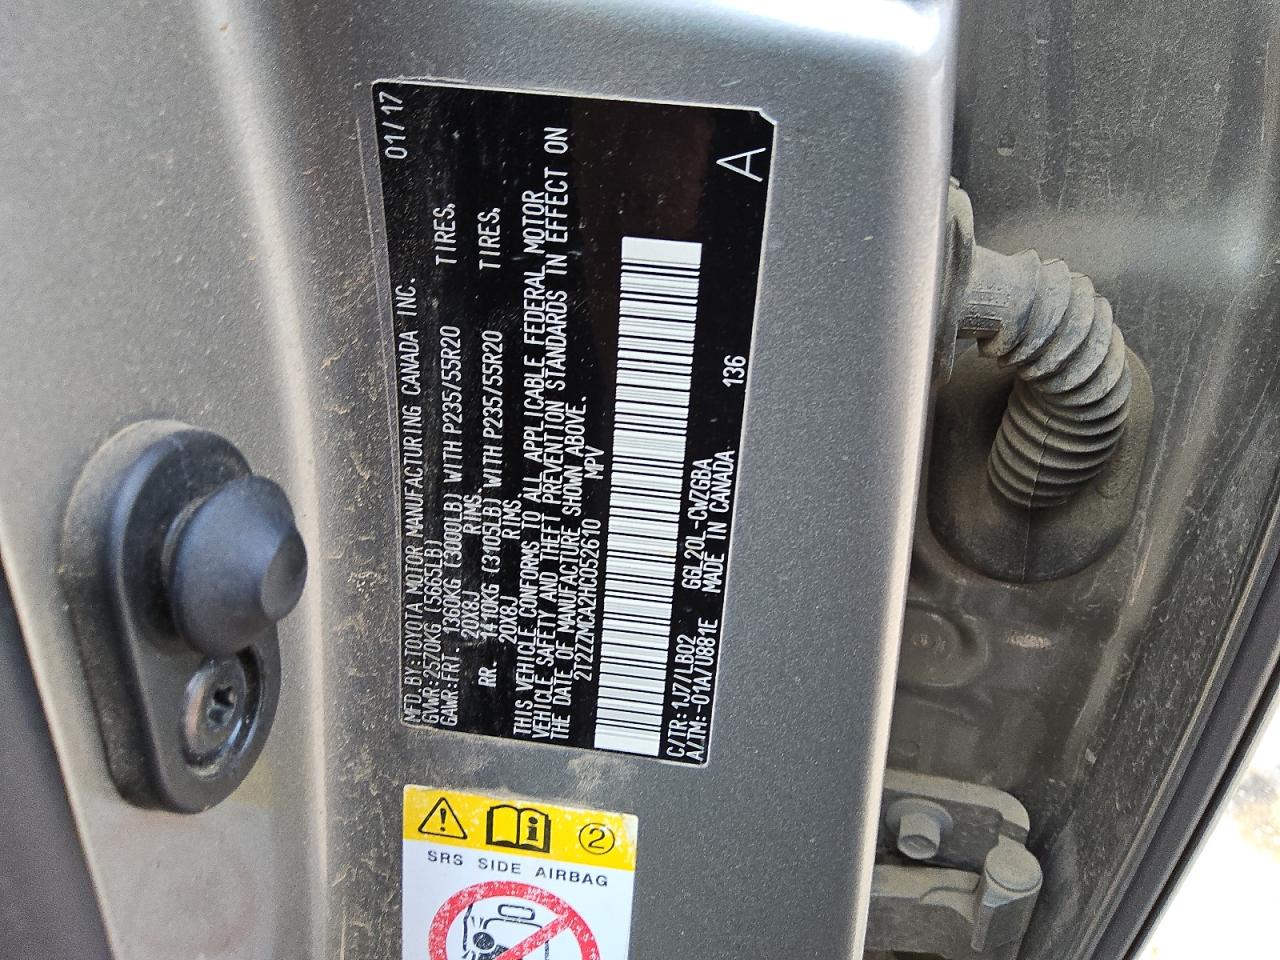 MFD. BY:TOYOTA MOTOR MANUFACTURING CANADA INC. 01/17
GVWR:2570KG (5665LB)
GAWR:FRT. 1360KG (3000LB) WITH P235/55R20 TIRES,
20X8J RIMS.
RR. 1410KG (3105LB) WITH P235/55R20 TIRES,
20X8J RIMS.
THIS VEHICLE CONFORMS TO ALL APPLICABLE FEDERAL MOTOR
VEHICLE SAFETY AND THEFT PREVENTION STANDARDS IN EFFECT ON
THE DATE OF MANUFACTURE SHOWN ABOVE.
2T2ZZMCA2HC052610 MPV
A
C/TR:1J7/LB02 GGL20L-CWZGBA 136
A/TM:-01A/U881E MADE IN CANADA
2
SRS SIDE AIRBAG